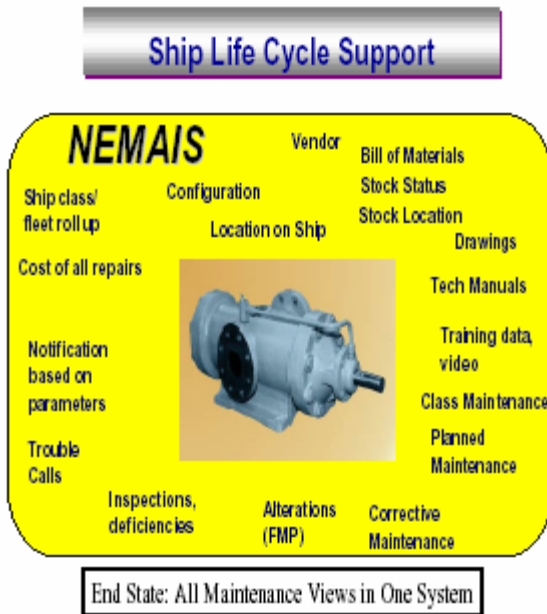 Ship Life Cycle Support
NEMAIS
Vendor
Bill of Materials
Stock Status
Stock Location
Ship class/
fleet roll up
Configuration
Location on Ship
Drawings
Cost of all repairs
Tech Manuals
Training data,
video
Notification
based on
parameters
Class Maintenance
Planned
Maintenance
Trouble
Calls
Inspections,
deficiencies
Alterations
(FMP)
Corrective
Maintenance
End State: All Maintenance Views in One System